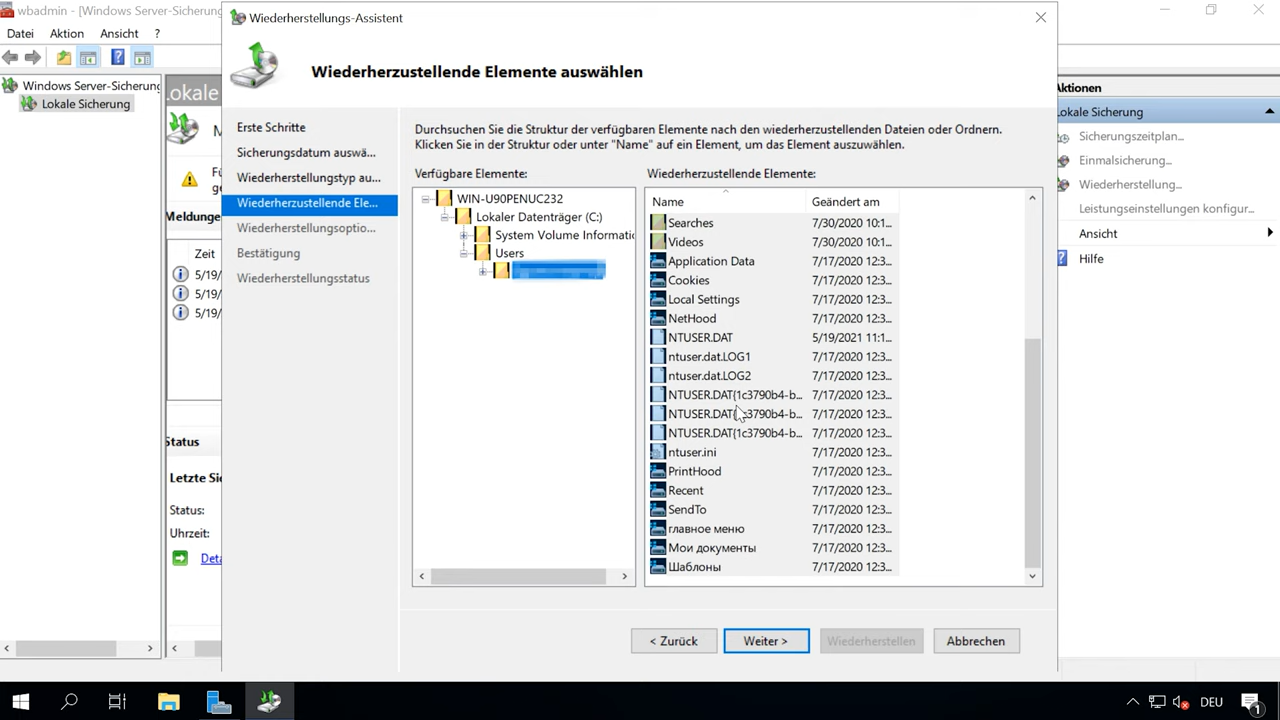 wbadmin - [Windows Server-Sicherung
Datei Aktion Ansicht ?
Windows Server-Sicherung
Lokale Sicherung
Lokale
Meldungen
Zeit
5/19/
5/19/
5/19/
Status
Letzte Si
Status:
Uhrzeit:
Deta
Wiederherstellungs-Assistent
Wiederherzustellende Elemente auswählen
Erste Schritte
Sicherungsdatum auswä...
Wiederherstellungstyp au...
Wiederherzustellende Ele...
Wiederherstellungsoptio...
Bestätigung
Wiederherstellungsstatus
Durchsuchen Sie die Struktur der verfügbaren Elemente nach den wiederherzustellenden Dateien oder Ordnern.
Klicken Sie in der Struktur oder unter "Name" auf ein Element, um das Element auszuwählen.
Verfügbare Elemente:
WIN-U90PENUC232
Lokaler Datenträger (C:)
System Volume Informatic
Users
Wiederherzustellende Elemente:
Name Geändert am
Searches 7/30/2020 10:1...
Videos 7/30/2020 10:1...
Application Data 7/17/2020 12:3...
Cookies 7/17/2020 12:3...
Local Settings 7/17/2020 12:3...
NetHood 7/17/2020 12:3...
NTUSER.DAT 5/19/2021 11:1...
ntuser.dat.LOG1 7/17/2020 12:3...
ntuser.dat.LOG2 7/17/2020 12:3...
NTUSER.DAT{1c3790b4-b... 7/17/2020 12:3...
NTUSER.DAT{1c3790b4-b... 7/17/2020 12:3...
NTUSER.DAT{1c3790b4-b... 7/17/2020 12:3...
ntuser.ini 7/17/2020 12:3...
PrintHood 7/17/2020 12:3...
Recent 7/17/2020 12:3...
SendTo 7/17/2020 12:3...
главное меню 7/17/2020 12:3...
Мои документы 7/17/2020 12:3...
Шаблоны 7/17/2020 12:3...
< Zurück Weiter > Wiederherstellen Abbrechen
Aktionen
Lokale Sicherung
Sicherungszeitplan...
Einmalsicherung...
Wiederherstellung...
Leistungseinstellungen konfigur...
Ansicht
Hilfe
DEU
1